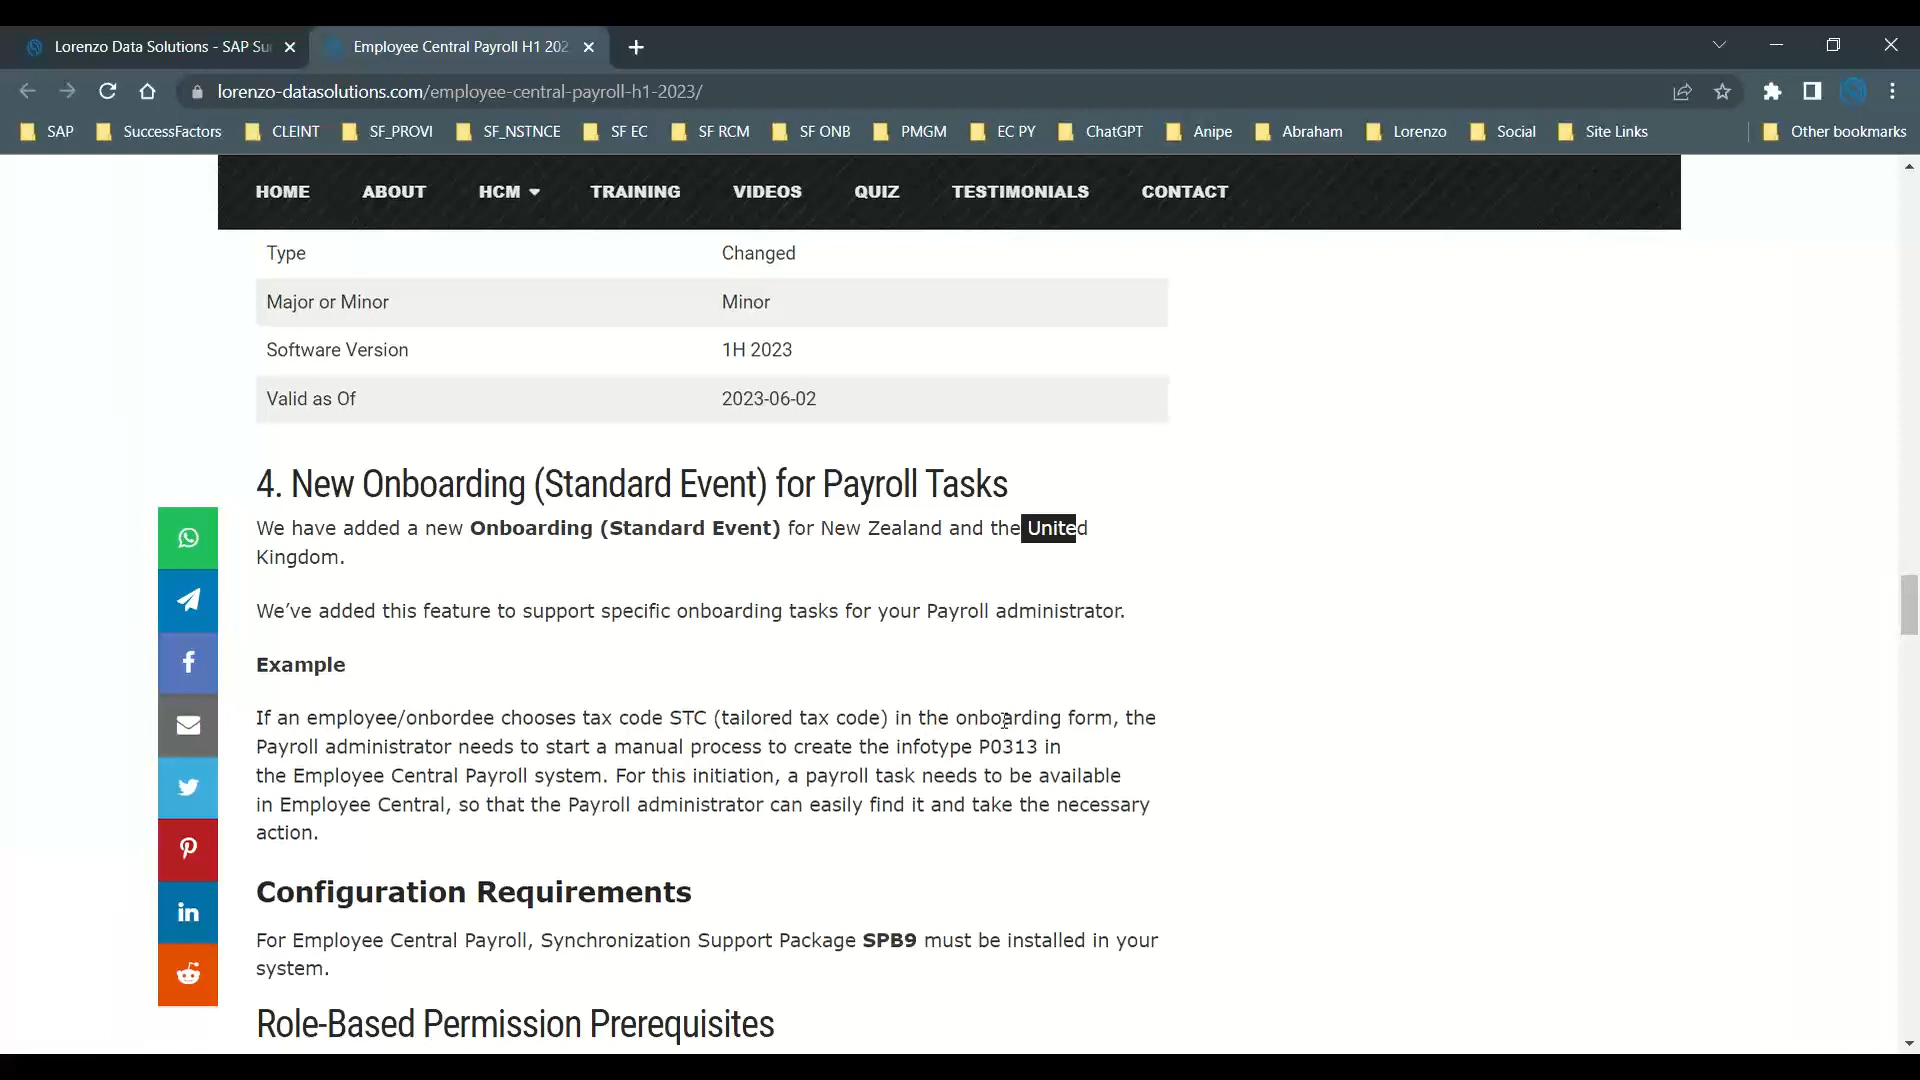 Lorenzo Data Solutions - SAP Su
Employee Central Payroll H1 202
lorenzo-datasolutions.com/employee-central-payroll-h1-2023/
SAP SuccessFactors CLEINT SF_PROVI SF_NSTNCE SF EC SF RCM SF ONB PMGM EC PY ChatGPT Anipe Abraham Lorenzo Social Site Links Other bookmarks
HOME ABOUT HCM TRAINING VIDEOS QUIZ TESTIMONIALS CONTACT
Type Changed
Major or Minor Minor
Software Version 1H 2023
Valid as Of 2023-06-02
4. New Onboarding (Standard Event) for Payroll Tasks
We have added a new Onboarding (Standard Event) for New Zealand and the United
Kingdom.
We’ve added this feature to support specific onboarding tasks for your Payroll administrator.
Example
If an employee/onbordee chooses tax code STC (tailored tax code) in the onboarding form, the
Payroll administrator needs to start a manual process to create the infotype P0313 in
the Employee Central Payroll system. For this initiation, a payroll task needs to be available
in Employee Central, so that the Payroll administrator can easily find it and take the necessary
action.
Configuration Requirements
For Employee Central Payroll, Synchronization Support Package SPB9 must be installed in your
system.
Role-Based Permission Prerequisites